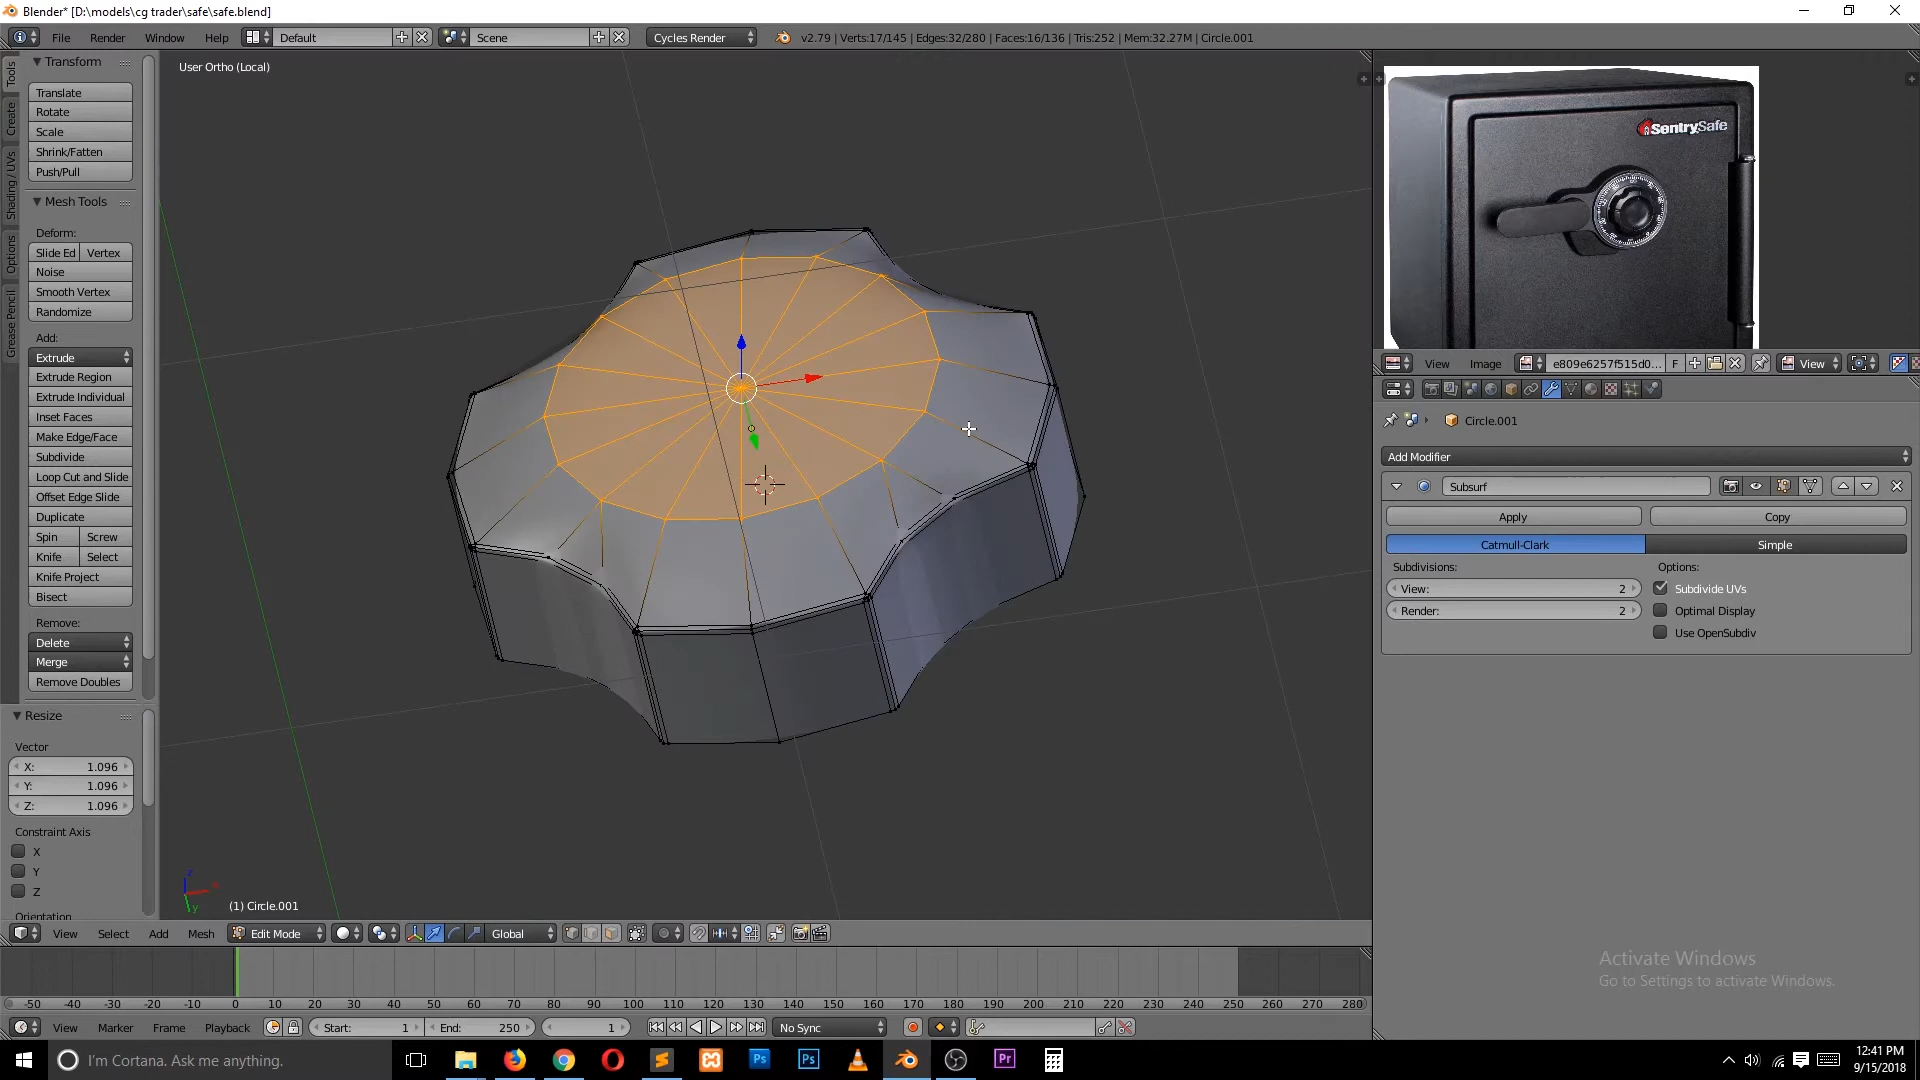 Blender* [D:\models\cg trader\safe\safe.blend]
File Render Window Help Default Scene Cycles Render v2.79 | Verts:17/145 | Edges:32/280 | Faces:16/136 | Tris:252 | Mem:32.27M | Circle.001
Tools
Create
Shading / UVs
Options
Grease Pencil
Transform
Translate
Rotate
Scale
Shrink/Fatten
Push/Pull
Mesh Tools
Deform:
Slide Ed Vertex
Noise
Smooth Vertex
Randomize
Add:
Extrude
Extrude Region
Extrude Individual
Inset Faces
Make Edge/Face
Subdivide
Loop Cut and Slide
Offset Edge Slide
Duplicate
Spin Screw
Knife Select
Knife Project
Bisect
Remove:
Delete
Merge
Remove Doubles
Resize
Vector
X: 1.096
Y: 1.096
Z: 1.096
Constraint Axis
X
Y
Z
Orientation
User Ortho (Local)
(1) Circle.001
View Select Add Mesh Edit Mode Global
SentrySafe
View Image e809e6257f515d0... F View
Circle.001
Add Modifier
Subsurf
Apply Copy
Catmull-Clark Simple
Subdivisions: Options:
View: 2 Subdivide UVs
Render: 2 Optimal Display
Use OpenSubdiv
Activate Windows
Go to Settings to activate Windows.
-50 -40 -30 -20 -10 0 10 20 30 40 50 60 70 80 90 100 110 120 130 140 150 160 170 180 190 200 210 220 230 240 250 260 270 280
View Marker Frame Playback Start: 1 End: 250 1 No Sync
I'm Cortana. Ask me anything.
12:41 PM
9/15/2018